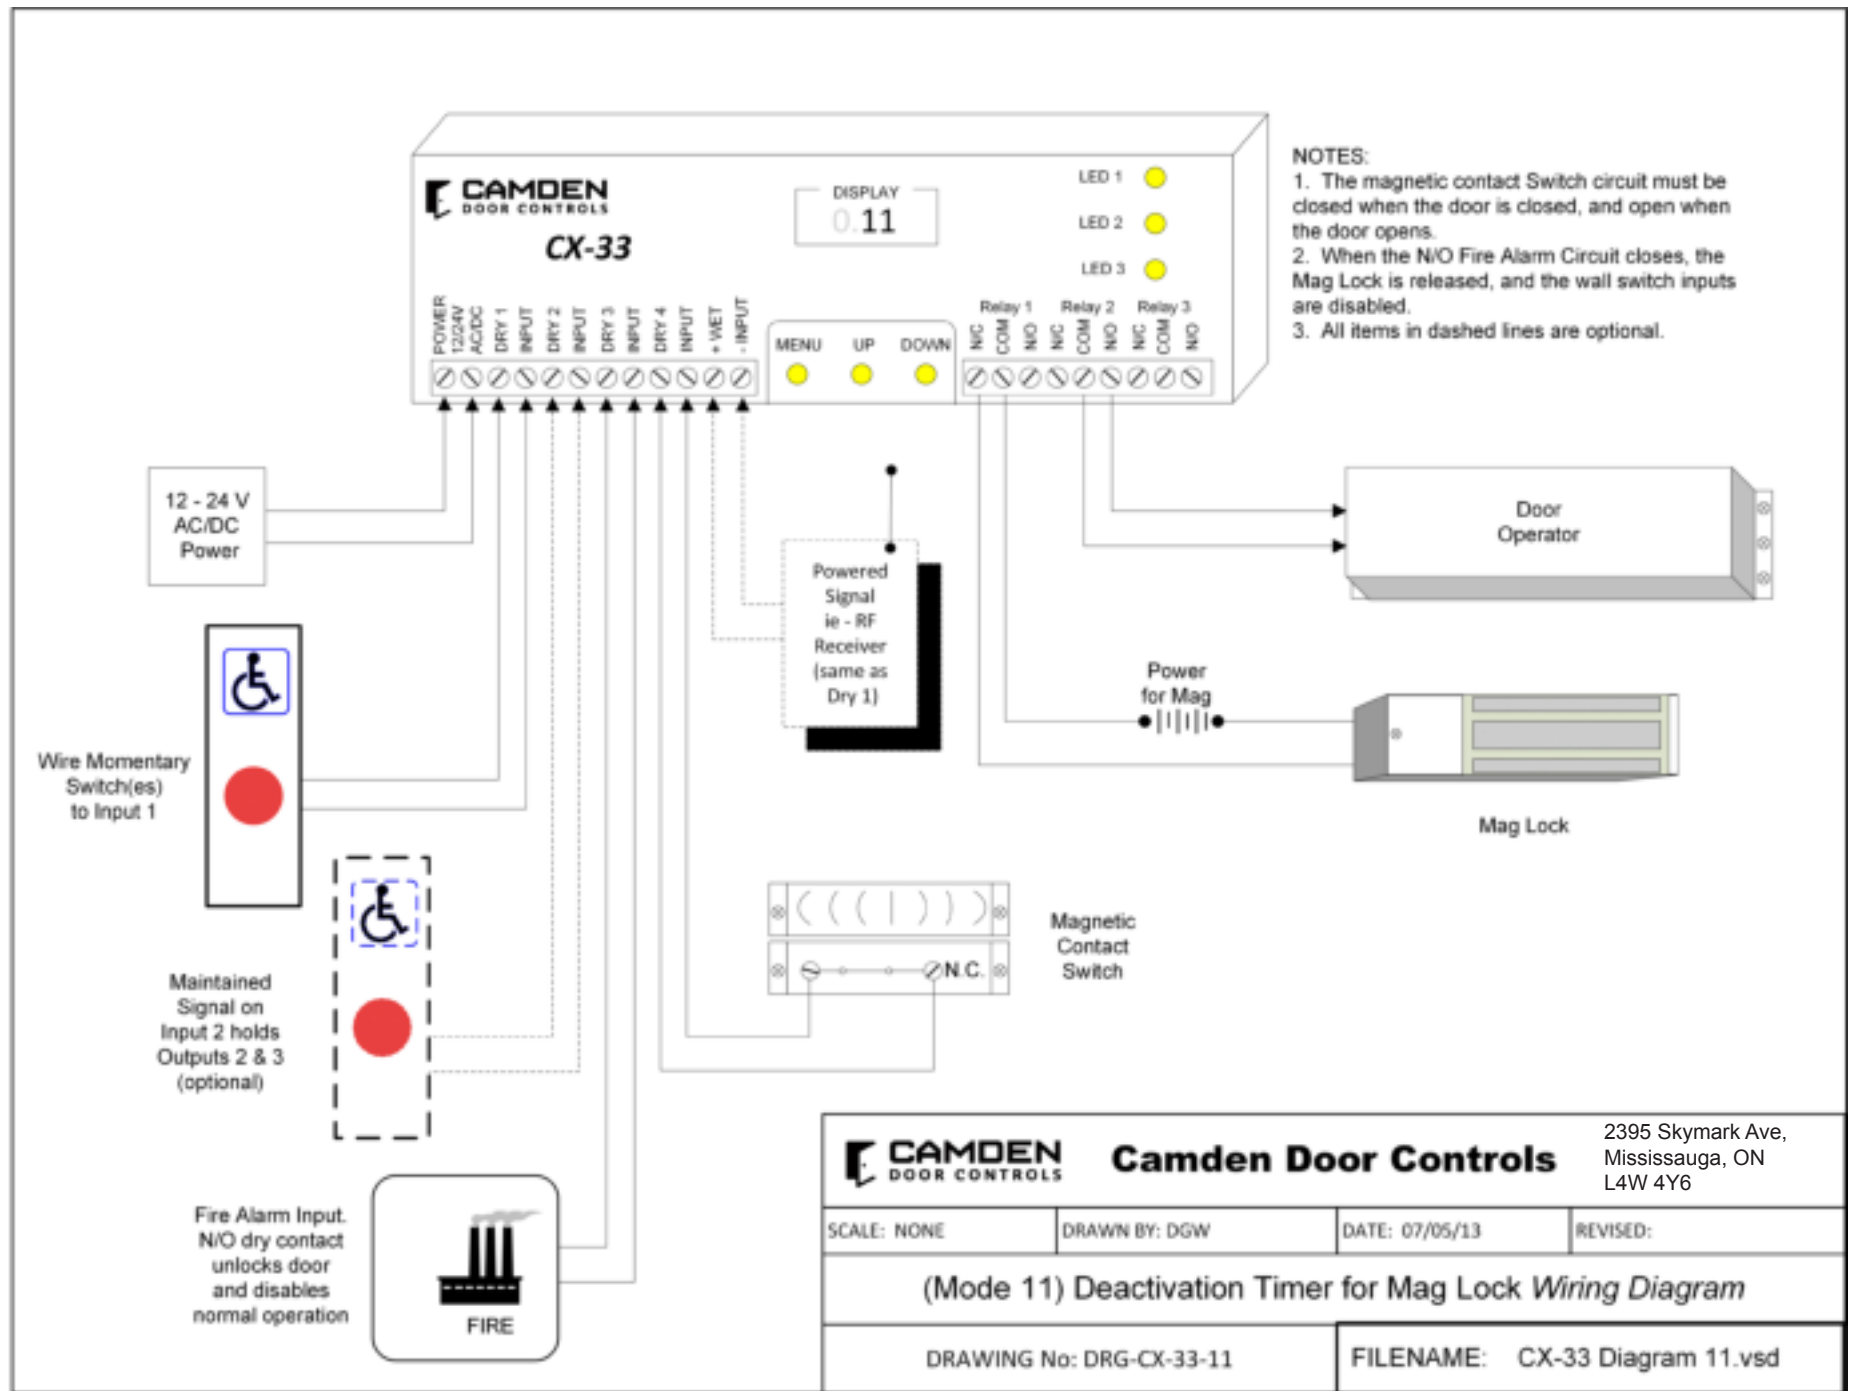 CAMDEN
DOOR CONTROLS
CX-33
DISPLAY
0.11
LED 1
LED 2
LED 3
POWER
12/24V
AC/DC
DRY 1
INPUT
DRY 2
INPUT
DRY 3
INPUT
DRY 4
INPUT
+ WET
- INPUT
MENU
UP
DOWN
Relay 1
Relay 2
Relay 3
N/C
COM
N/O
N/C
COM
N/O
N/C
COM
N/O
NOTES:
1. The magnetic contact Switch circuit must be
closed when the door is closed, and open when
the door opens.
2. When the N/O Fire Alarm Circuit closes, the
Mag Lock is released, and the wall switch inputs
are disabled.
3. All items in dashed lines are optional.
12 - 24 V
AC/DC
Power
Powered
Signal
ie - RF
Receiver
(same as
Dry 1)
Door
Operator
Power
for Mag
Mag Lock
Wire Momentary
Switch(es)
to Input 1
Magnetic
Contact
Switch
N.C.
Maintained
Signal on
Input 2 holds
Outputs 2 & 3
(optional)
Fire Alarm Input.
N/O dry contact
unlocks door
and disables
normal operation
FIRE
CAMDEN
DOOR CONTROLS
Camden Door Controls
2395 Skymark Ave,
Mississauga, ON
L4W 4Y6
SCALE: NONE
DRAWN BY: DGW
DATE: 07/05/13
REVISED:
(Mode 11) Deactivation Timer for Mag Lock Wiring Diagram
DRAWING No: DRG-CX-33-11
FILENAME: CX-33 Diagram 11.vsd